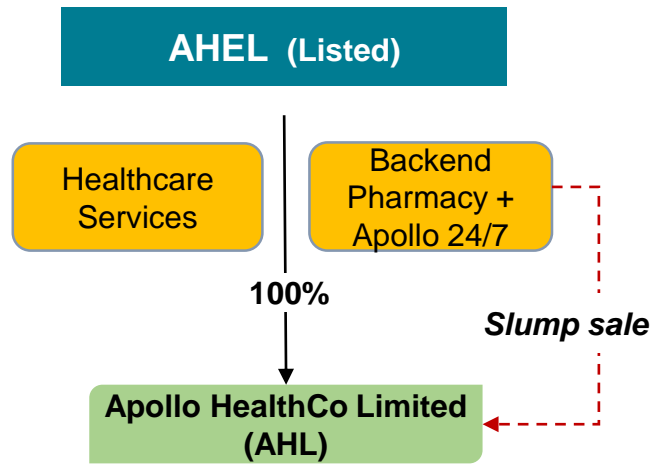 AHEL (Listed)
Healthcare
Services
Backend
Pharmacy +
Apollo 24/7
100%
Slump sale
Apollo HealthCo Limited
(AHL)